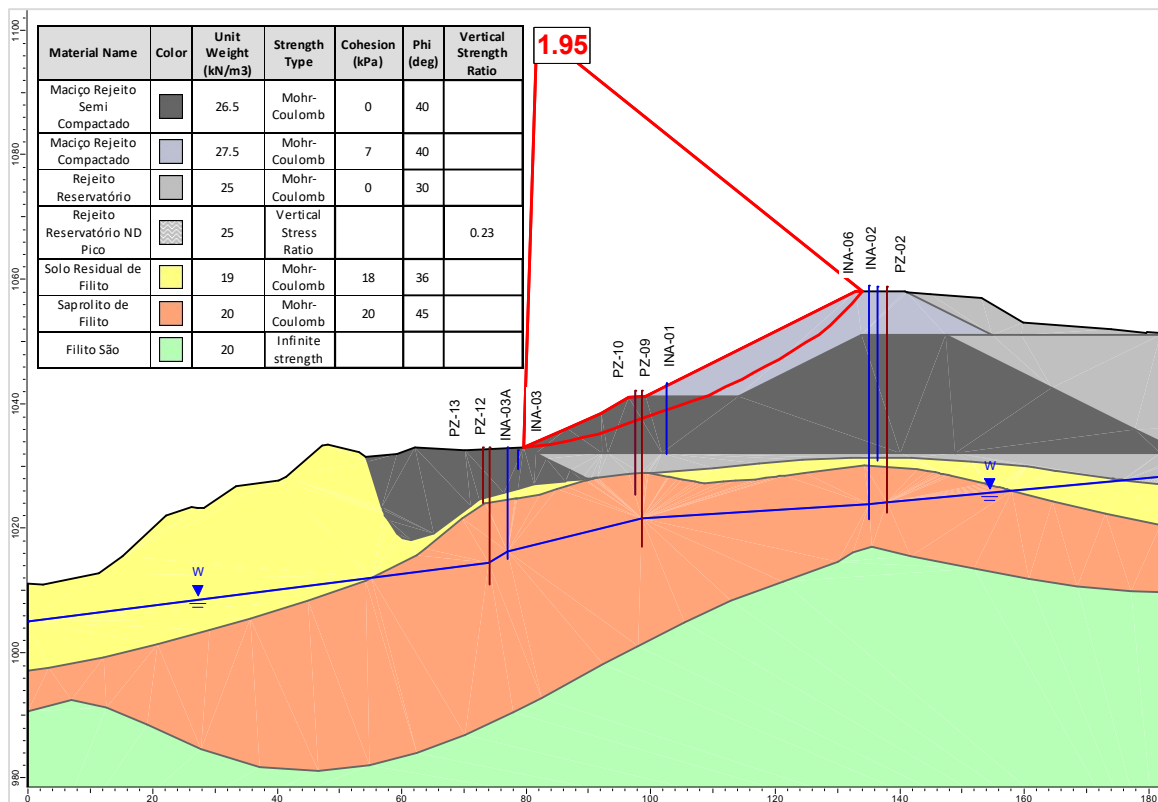 1.95
Material Name Color Unit Weight (kN/m3) Strength Type Cohesion (kPa) Phi (deg) Vertical Strength Ratio
Maciço Rejeito Semi Compactado 26.5 Mohr-Coulomb 0 40
Maciço Rejeito Compactado 27.5 Mohr-Coulomb 7 40
Rejeito Reservatório 25 Mohr-Coulomb 0 30
Rejeito Reservatório ND Pico 25 Vertical Stress Ratio 0.23
Solo Residual de Filito 19 Mohr-Coulomb 18 36
Saprolito de Filito 20 Mohr-Coulomb 20 45
Filito São 20 Infinite strength
INA-06
INA-02
PZ-02
PZ-10
PZ-09
INA-01
PZ-13
PZ-12
INA-03A
INA-03
W
W
1100
1080
1060
1040
1020
1000
980
0 20 40 60 80 100 120 140 160 180